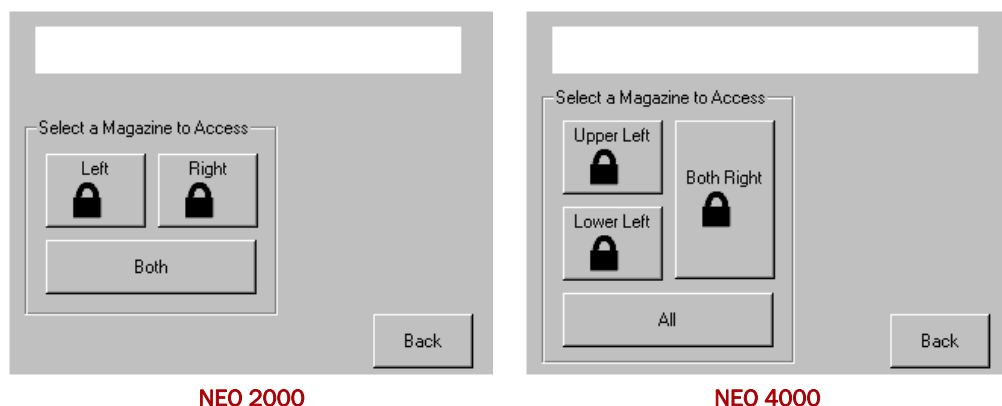 Select a Magazine to Access
Left
Right
Both
Back
NEO 2000
Select a Magazine to Access
Upper Left
Both Right
Lower Left
All
Back
NEO 4000